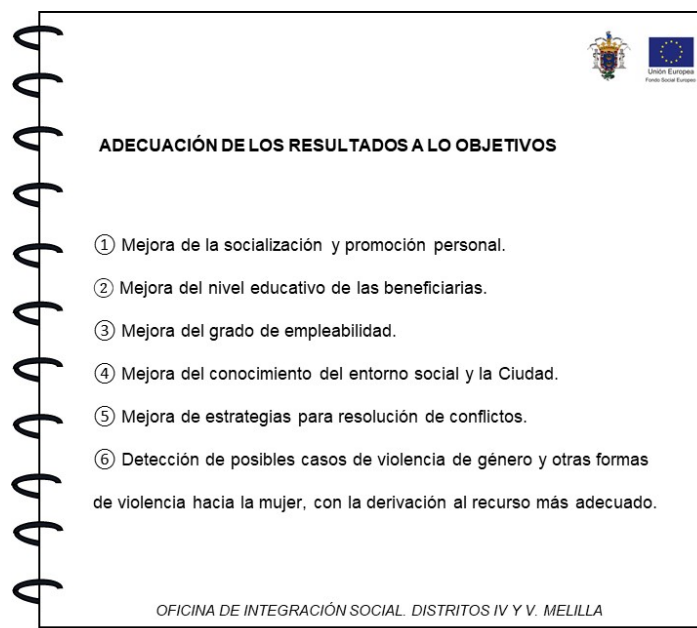 Unión Europea
Fondo Social Europeo
ADECUACIÓN DE LOS RESULTADOS A LO OBJETIVOS
① Mejora de la socialización y promoción personal.
② Mejora del nivel educativo de las beneficiarias.
③ Mejora del grado de empleabilidad.
④ Mejora del conocimiento del entorno social y la Ciudad.
⑤ Mejora de estrategias para resolución de conflictos.
⑥ Detección de posibles casos de violencia de género y otras formas
de violencia hacia la mujer, con la derivación al recurso más adecuado.
OFICINA DE INTEGRACIÓN SOCIAL. DISTRITOS IV Y V. MELILLA